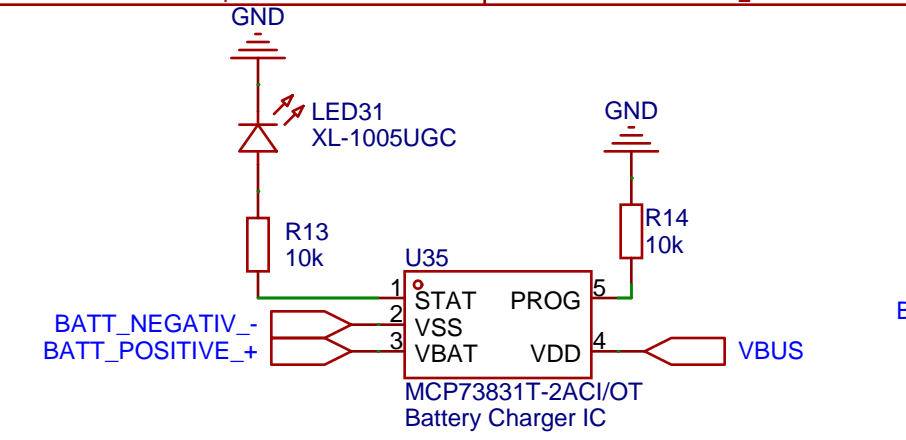 GND
LED31
XL-1005UGC
GND
R13
10k
R14
10k
U35
1
STAT
PROG
5
BATT_NEGATIV_-
2
VSS
BATT_POSITIVE_+
3
VBAT
VDD
4
VBUS
MCP73831T-2ACI/OT
Battery Charger IC